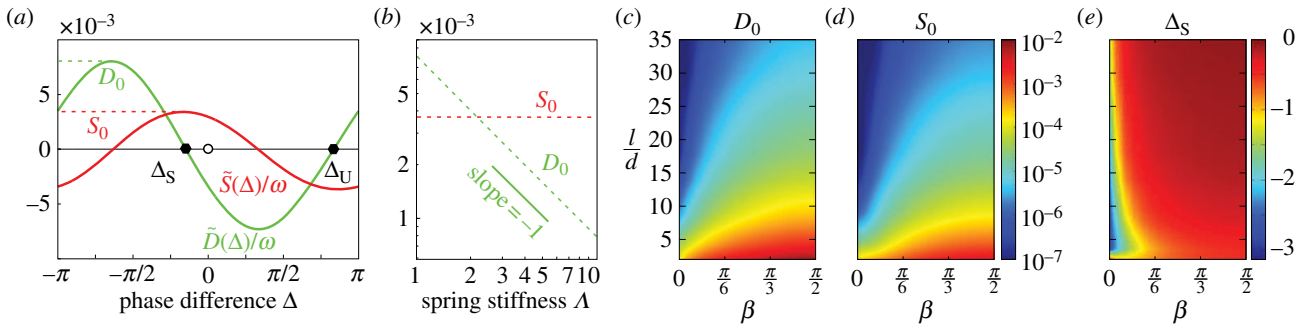 (a) (b) (c) D₀ (d) S₀ (e) Δ_S
×10⁻³ ×10⁻³
D₀
5
S₀
0
Δ_S Δ_U
S̃(Δ)/ω
−5
D̃(Δ)/ω
−π −π/2 0 π/2 π
phase difference Δ
5
S₀
2
D₀
slope = −1
1
1 2 3 4 5 7 10
spring stiffness Λ
l/d
35
30
25
20
15
10
5
0 π/6 π/3 π/2
β
10⁻²
10⁻³
10⁻⁴
10⁻⁵
10⁻⁶
10⁻⁷
0 π/6 π/3 π/2
β
0
−1
−2
−3
0 π/6 π/3 π/2
β